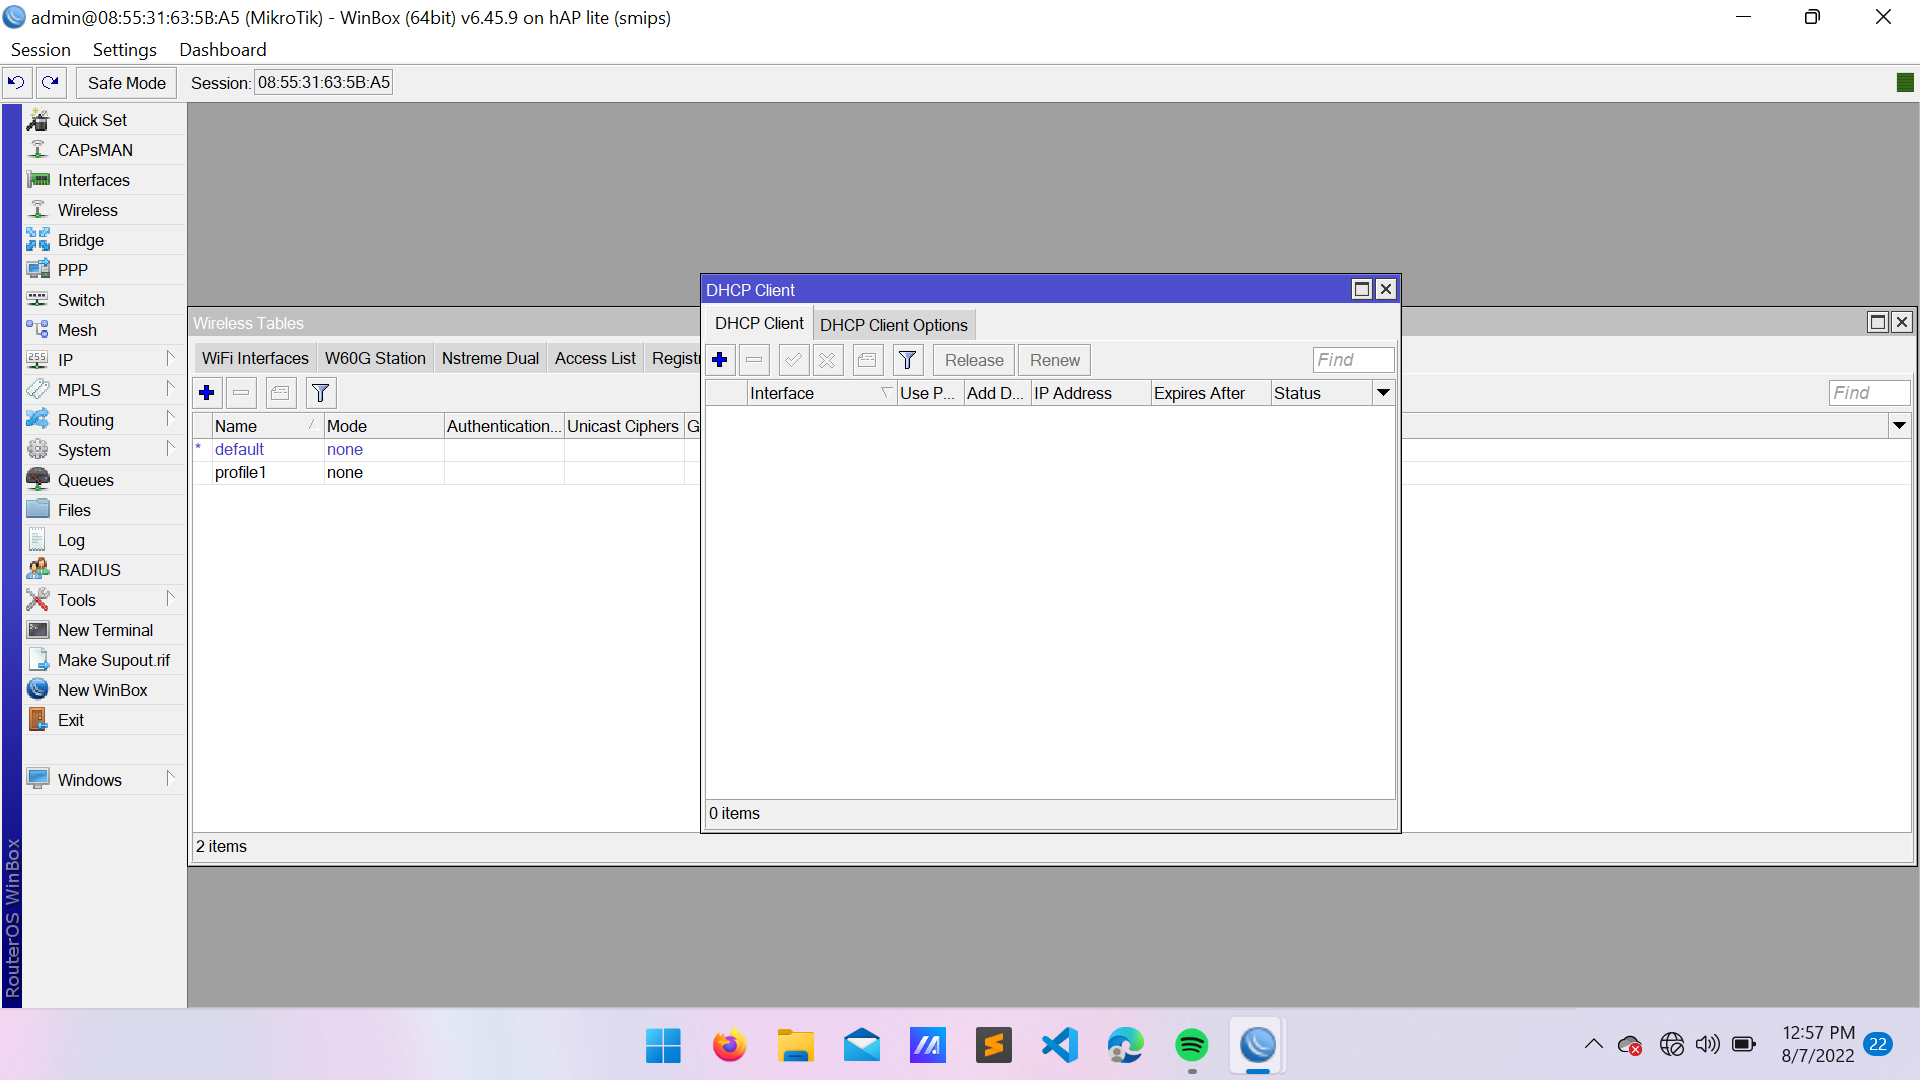 admin@08:55:31:63:5B:A5 (MikroTik) - WinBox (64bit) v6.45.9 on hAP lite (smips)
Session Settings Dashboard
Safe Mode Session: 08:55:31:63:5B:A5
Quick Set
CAPsMAN
Interfaces
Wireless
Bridge
PPP
Switch
Mesh
IP
MPLS
Routing
System
Queues
Files
Log
RADIUS
Tools
New Terminal
Make Supout.rif
New WinBox
Exit
Windows
RouterOS WinBox
Wireless Tables
WiFi Interfaces W60G Station Nstreme Dual Access List Registr
Find
Name Mode Authentication... Unicast Ciphers G
* default none
profile1 none
2 items
DHCP Client
DHCP Client DHCP Client Options
Release Renew Find
Interface Use P... Add D... IP Address Expires After Status
0 items
12:57 PM
8/7/2022 22